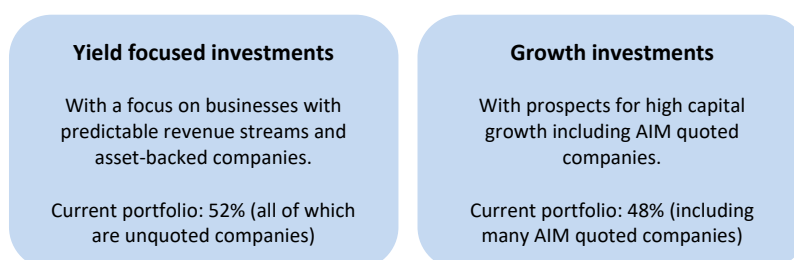 Yield focused investments
With a focus on businesses with
predictable revenue streams and
asset-backed companies.
Current portfolio: 52% (all of which
are unquoted companies)
Growth investments
With prospects for high capital
growth including AIM quoted
companies.
Current portfolio: 48% (including
many AIM quoted companies)